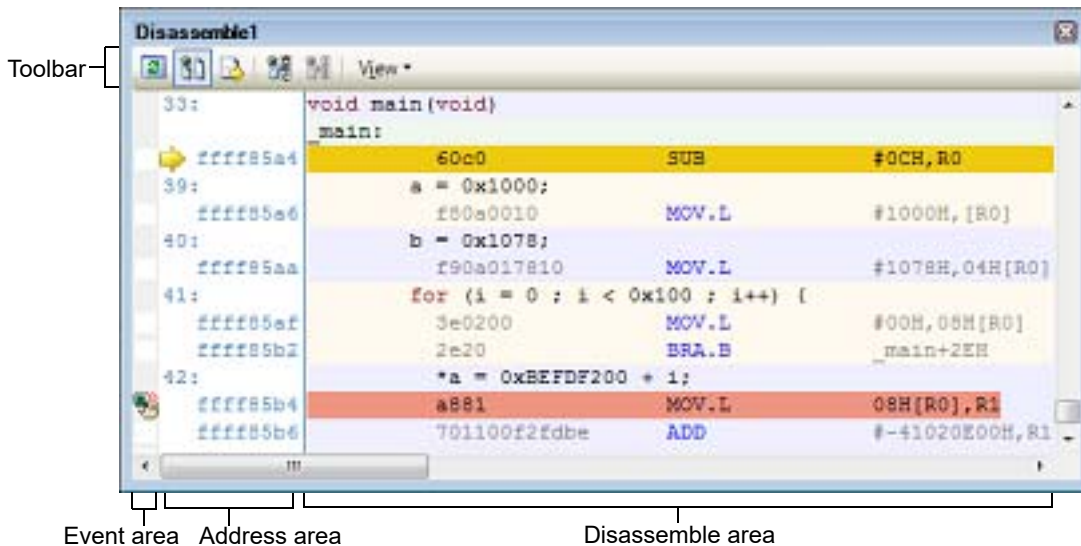 Disassemble1
Toolbar
View
33: void main(void)
_main:
ffff85a4 60c0 SUB #0CH,R0
39: a = 0x1000;
ffff85a6 f80a0010 MOV.L #1000H,[R0]
40: b = 0x1078;
ffff85aa f90a017810 MOV.L #1078H,04H[R0]
41: for (i = 0 ; i < 0x100 ; i++) {
ffff85af 3e0200 MOV.L #00H,08H[R0]
ffff85b2 2e20 BRA.B _main+2EH
42: *a = 0xBEFDF200 + i;
ffff85b4 a881 MOV.L 08H[R0],R1
ffff85b6 701100f2fdbe ADD #-41020E00H,R1
Event area Address area Disassemble area